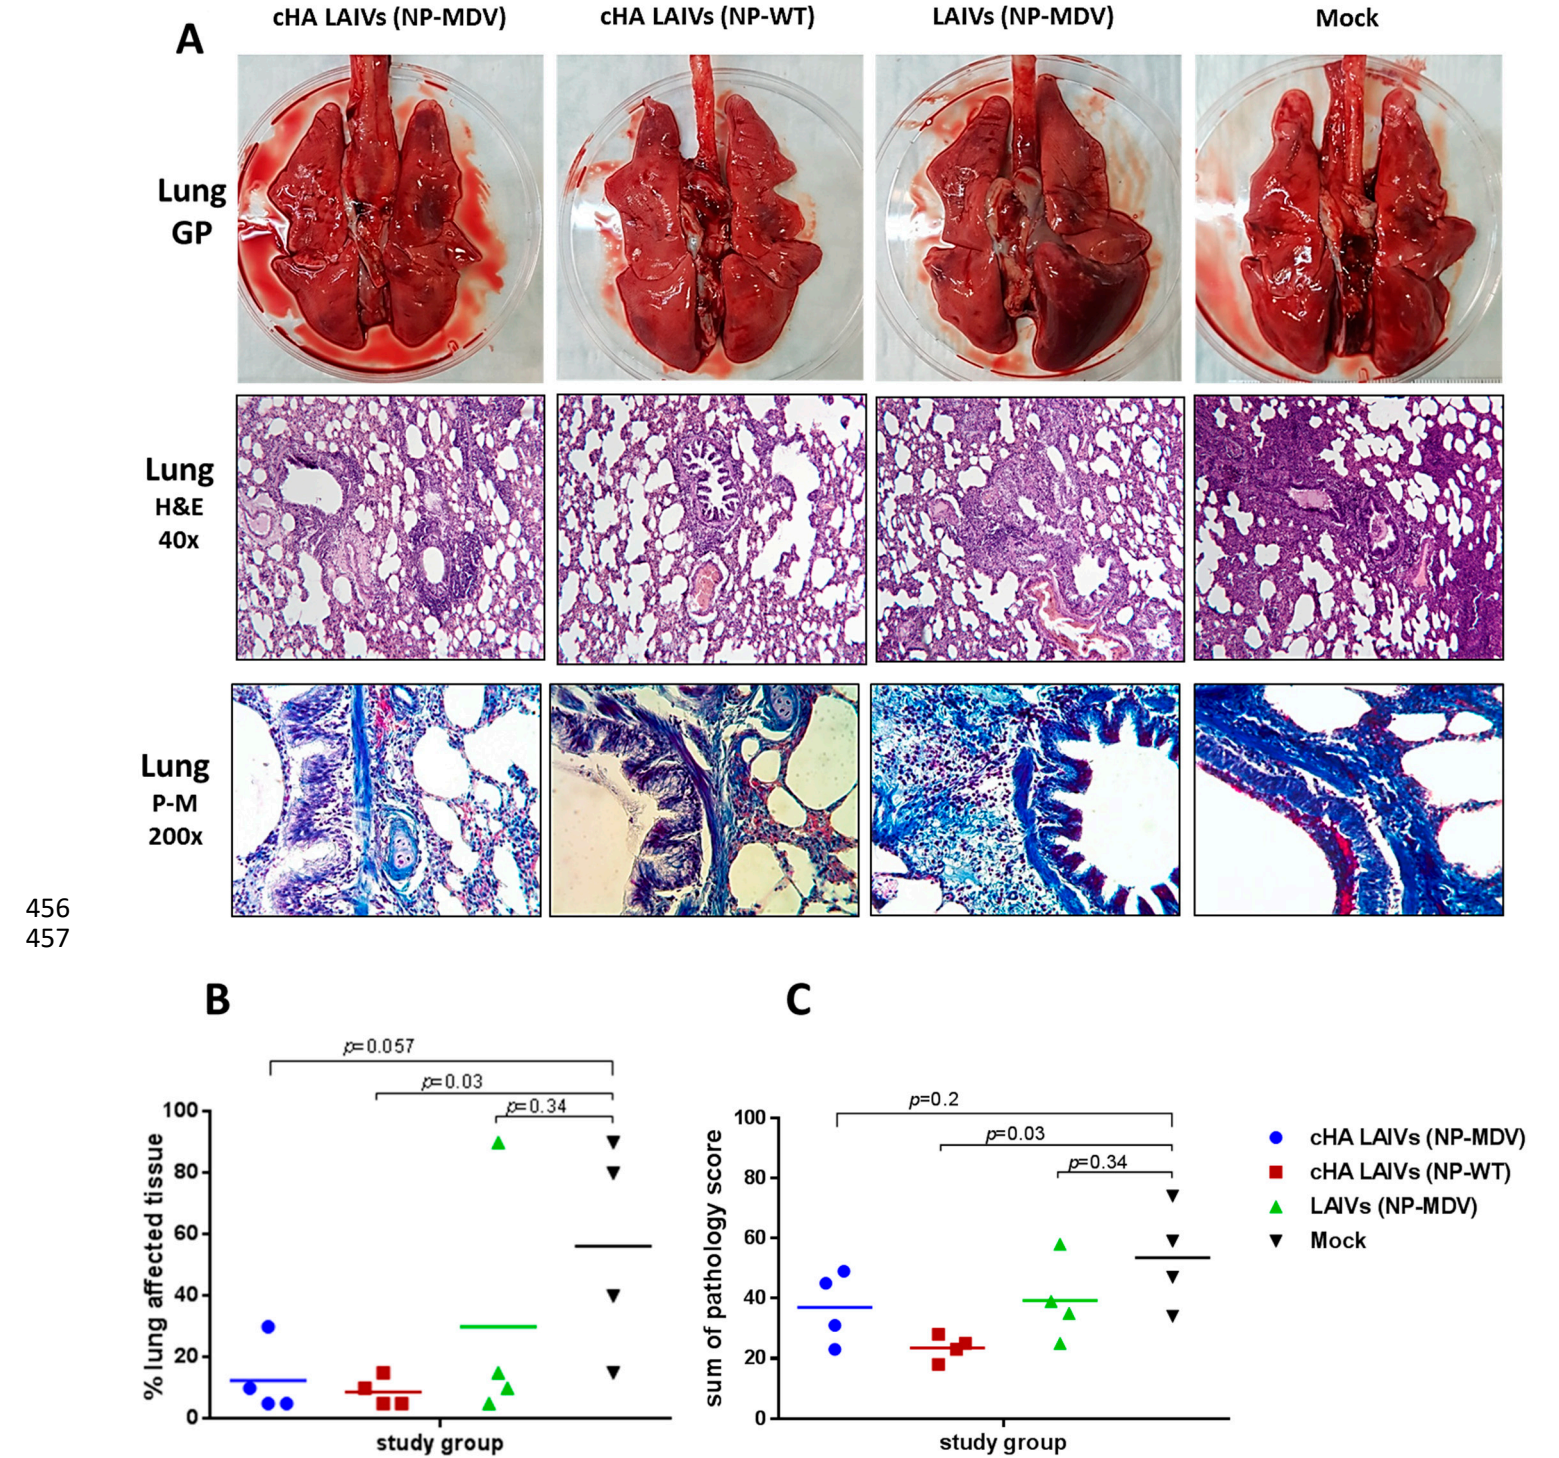 A
cHA LAIVs (NP-MDV)
cHA LAIVs (NP-WT)
LAIVs (NP-MDV)
Mock
Lung
GP
Lung
H&E
40x
Lung
P-M
200x
456
457
B
p=0.057
p=0.03
p=0.34
100
80
60
40
20
0
% lung affected tissue
study group
C
p=0.2
p=0.03
p=0.34
100
80
60
40
20
0
sum of pathology score
study group
cHA LAIVs (NP-MDV)
cHA LAIVs (NP-WT)
LAIVs (NP-MDV)
Mock